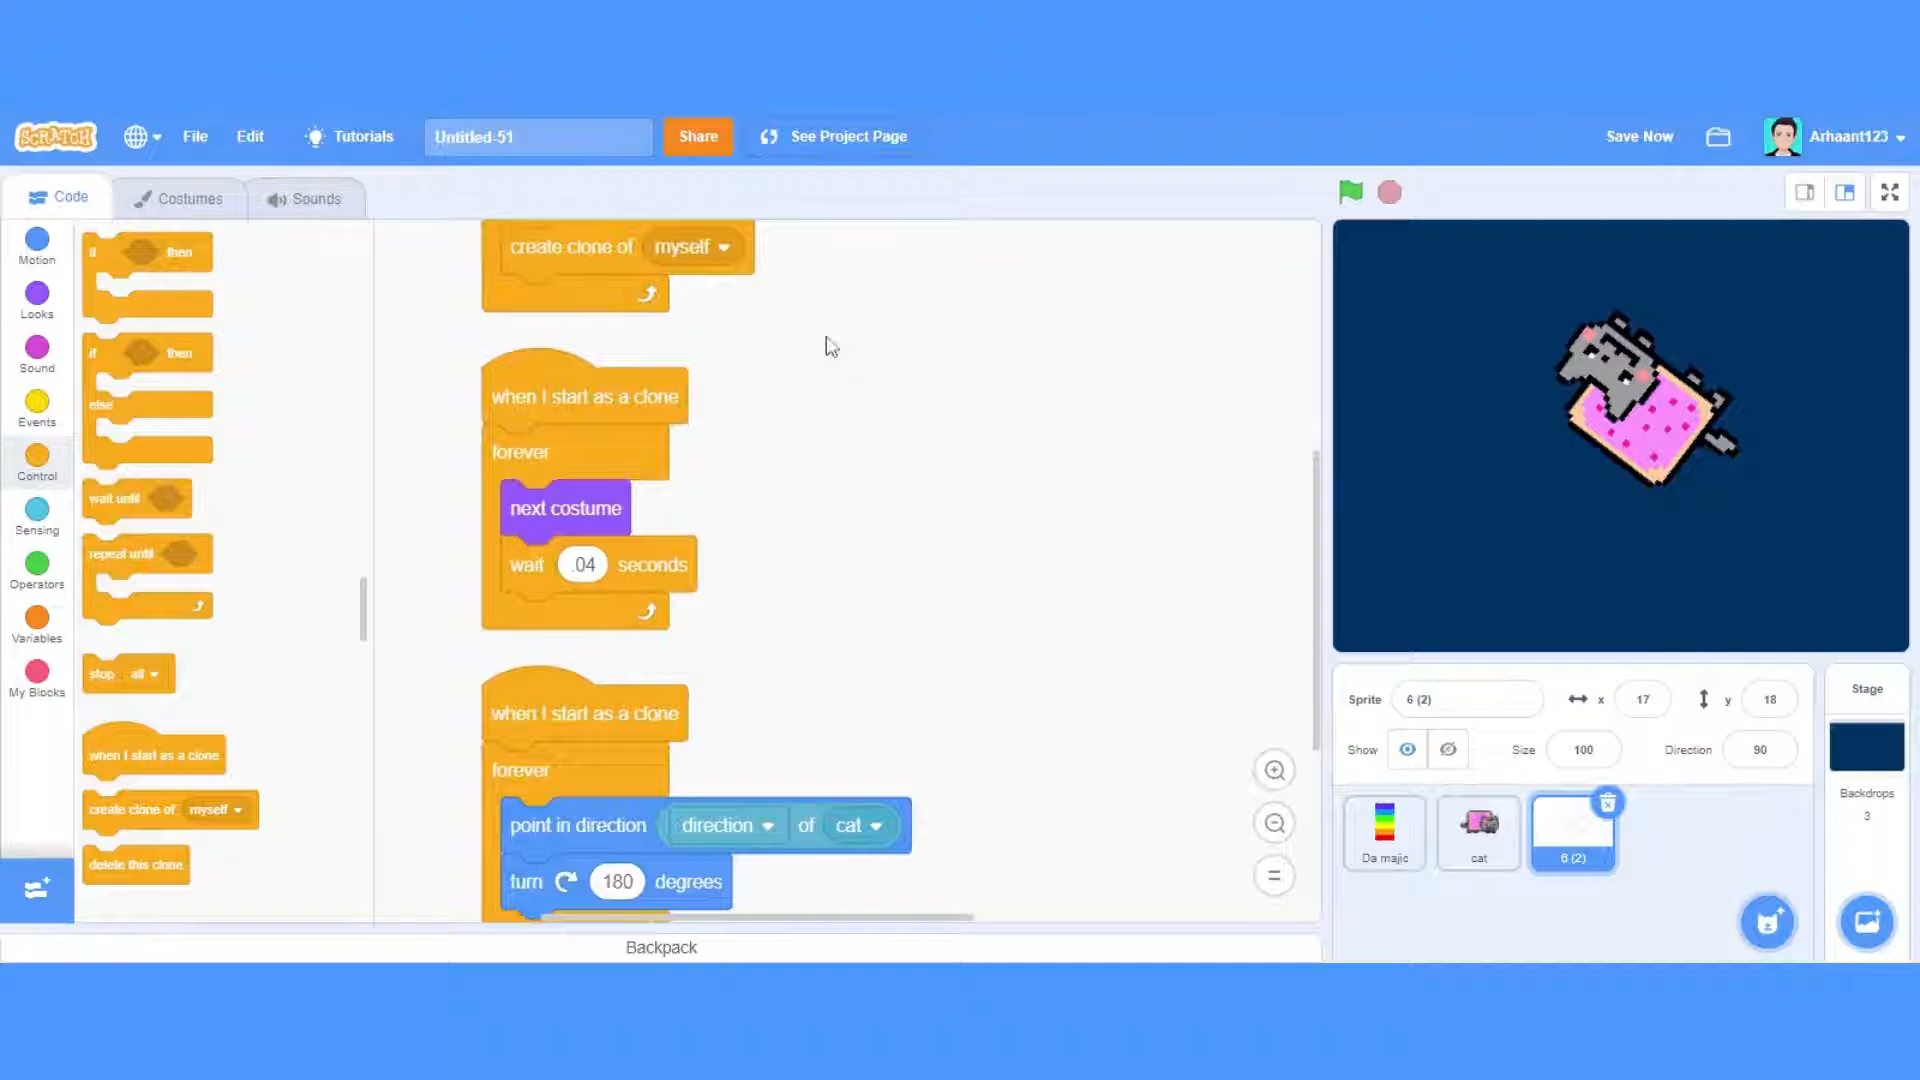 SCRATCH File Edit Tutorials Untitled-51 Share See Project Page Save Now Arhaant123
Code Costumes Sounds
Motion
Looks
Sound
Events
Control
Sensing
Operators
Variables
My Blocks
if then
if then
else
wait until
repeat until
stop all
when I start as a clone
create clone of myself
delete this clone
create clone of myself
when I start as a clone
forever
next costume
wait .04 seconds
when I start as a clone
forever
point in direction direction of cat
turn 180 degrees
Backpack
Sprite 6 (2) x 17 y 18
Show Size 100 Direction 90
Da majic
cat
6 (2)
Stage
Backdrops
3